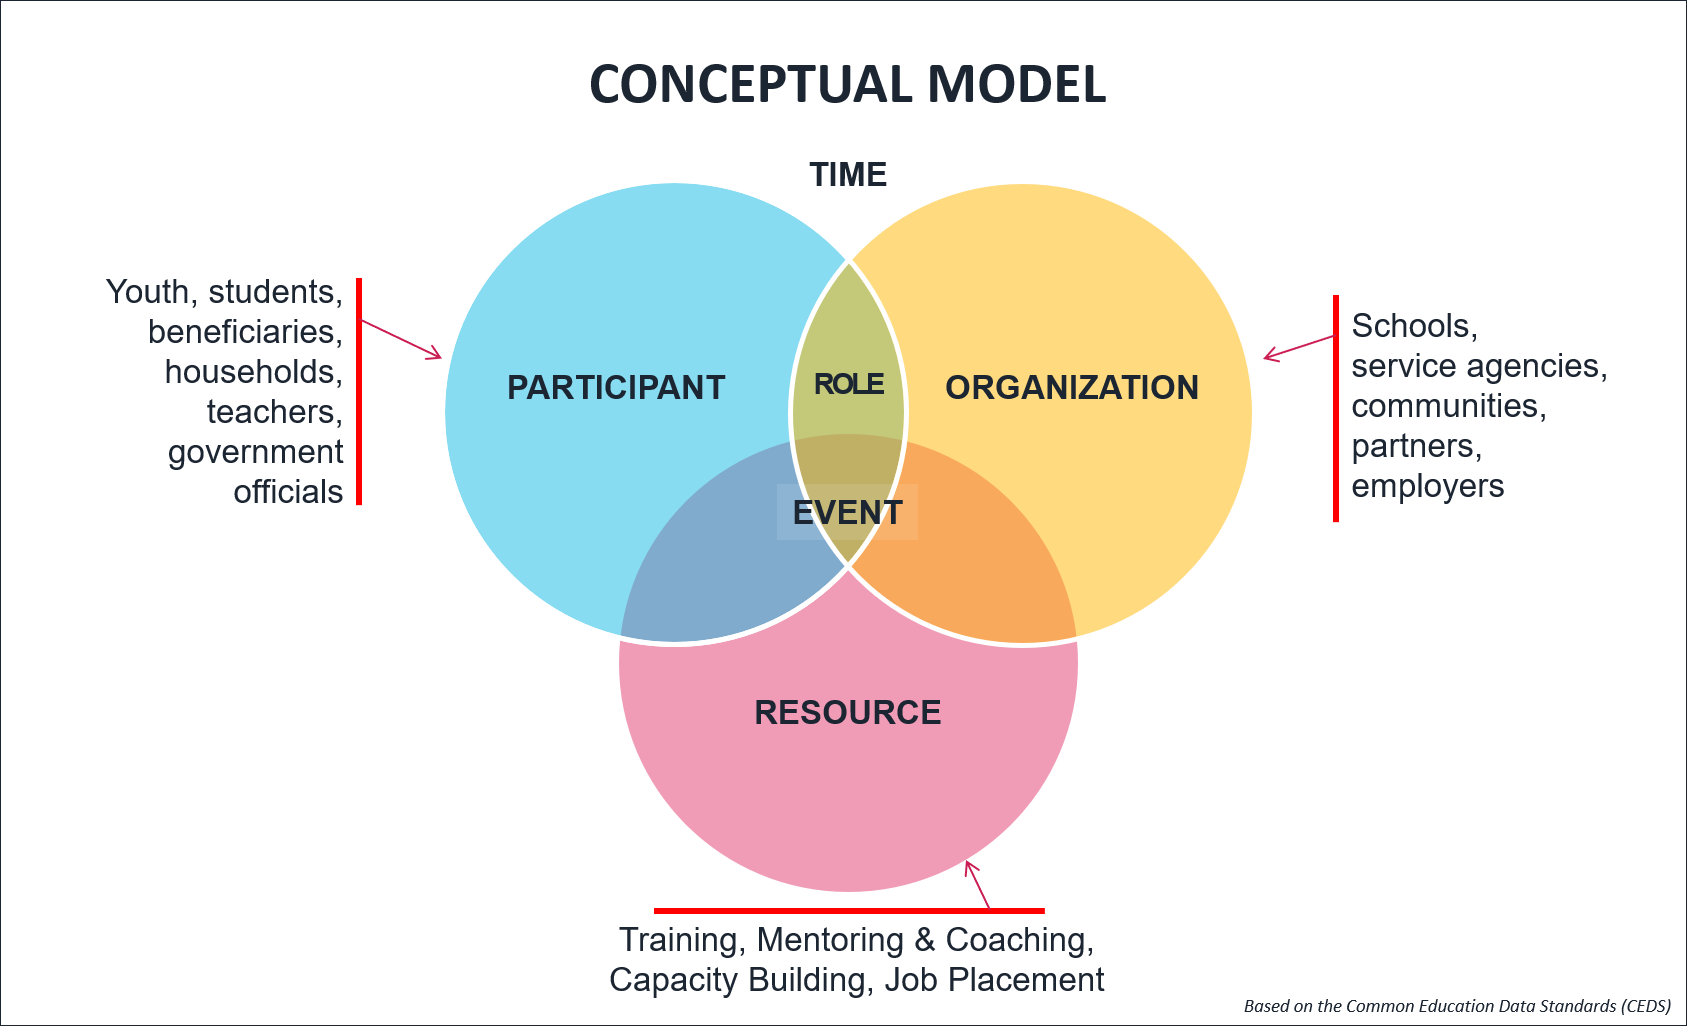 CONCEPTUAL MODEL
TIME
Youth, students,
beneficiaries,
households,
teachers,
government
officials
PARTICIPANT
ROLE
ORGANIZATION
Schools,
service agencies,
communities,
partners,
employers
EVENT
RESOURCE
Training, Mentoring & Coaching,
Capacity Building, Job Placement
Based on the Common Education Data Standards (CEDS)